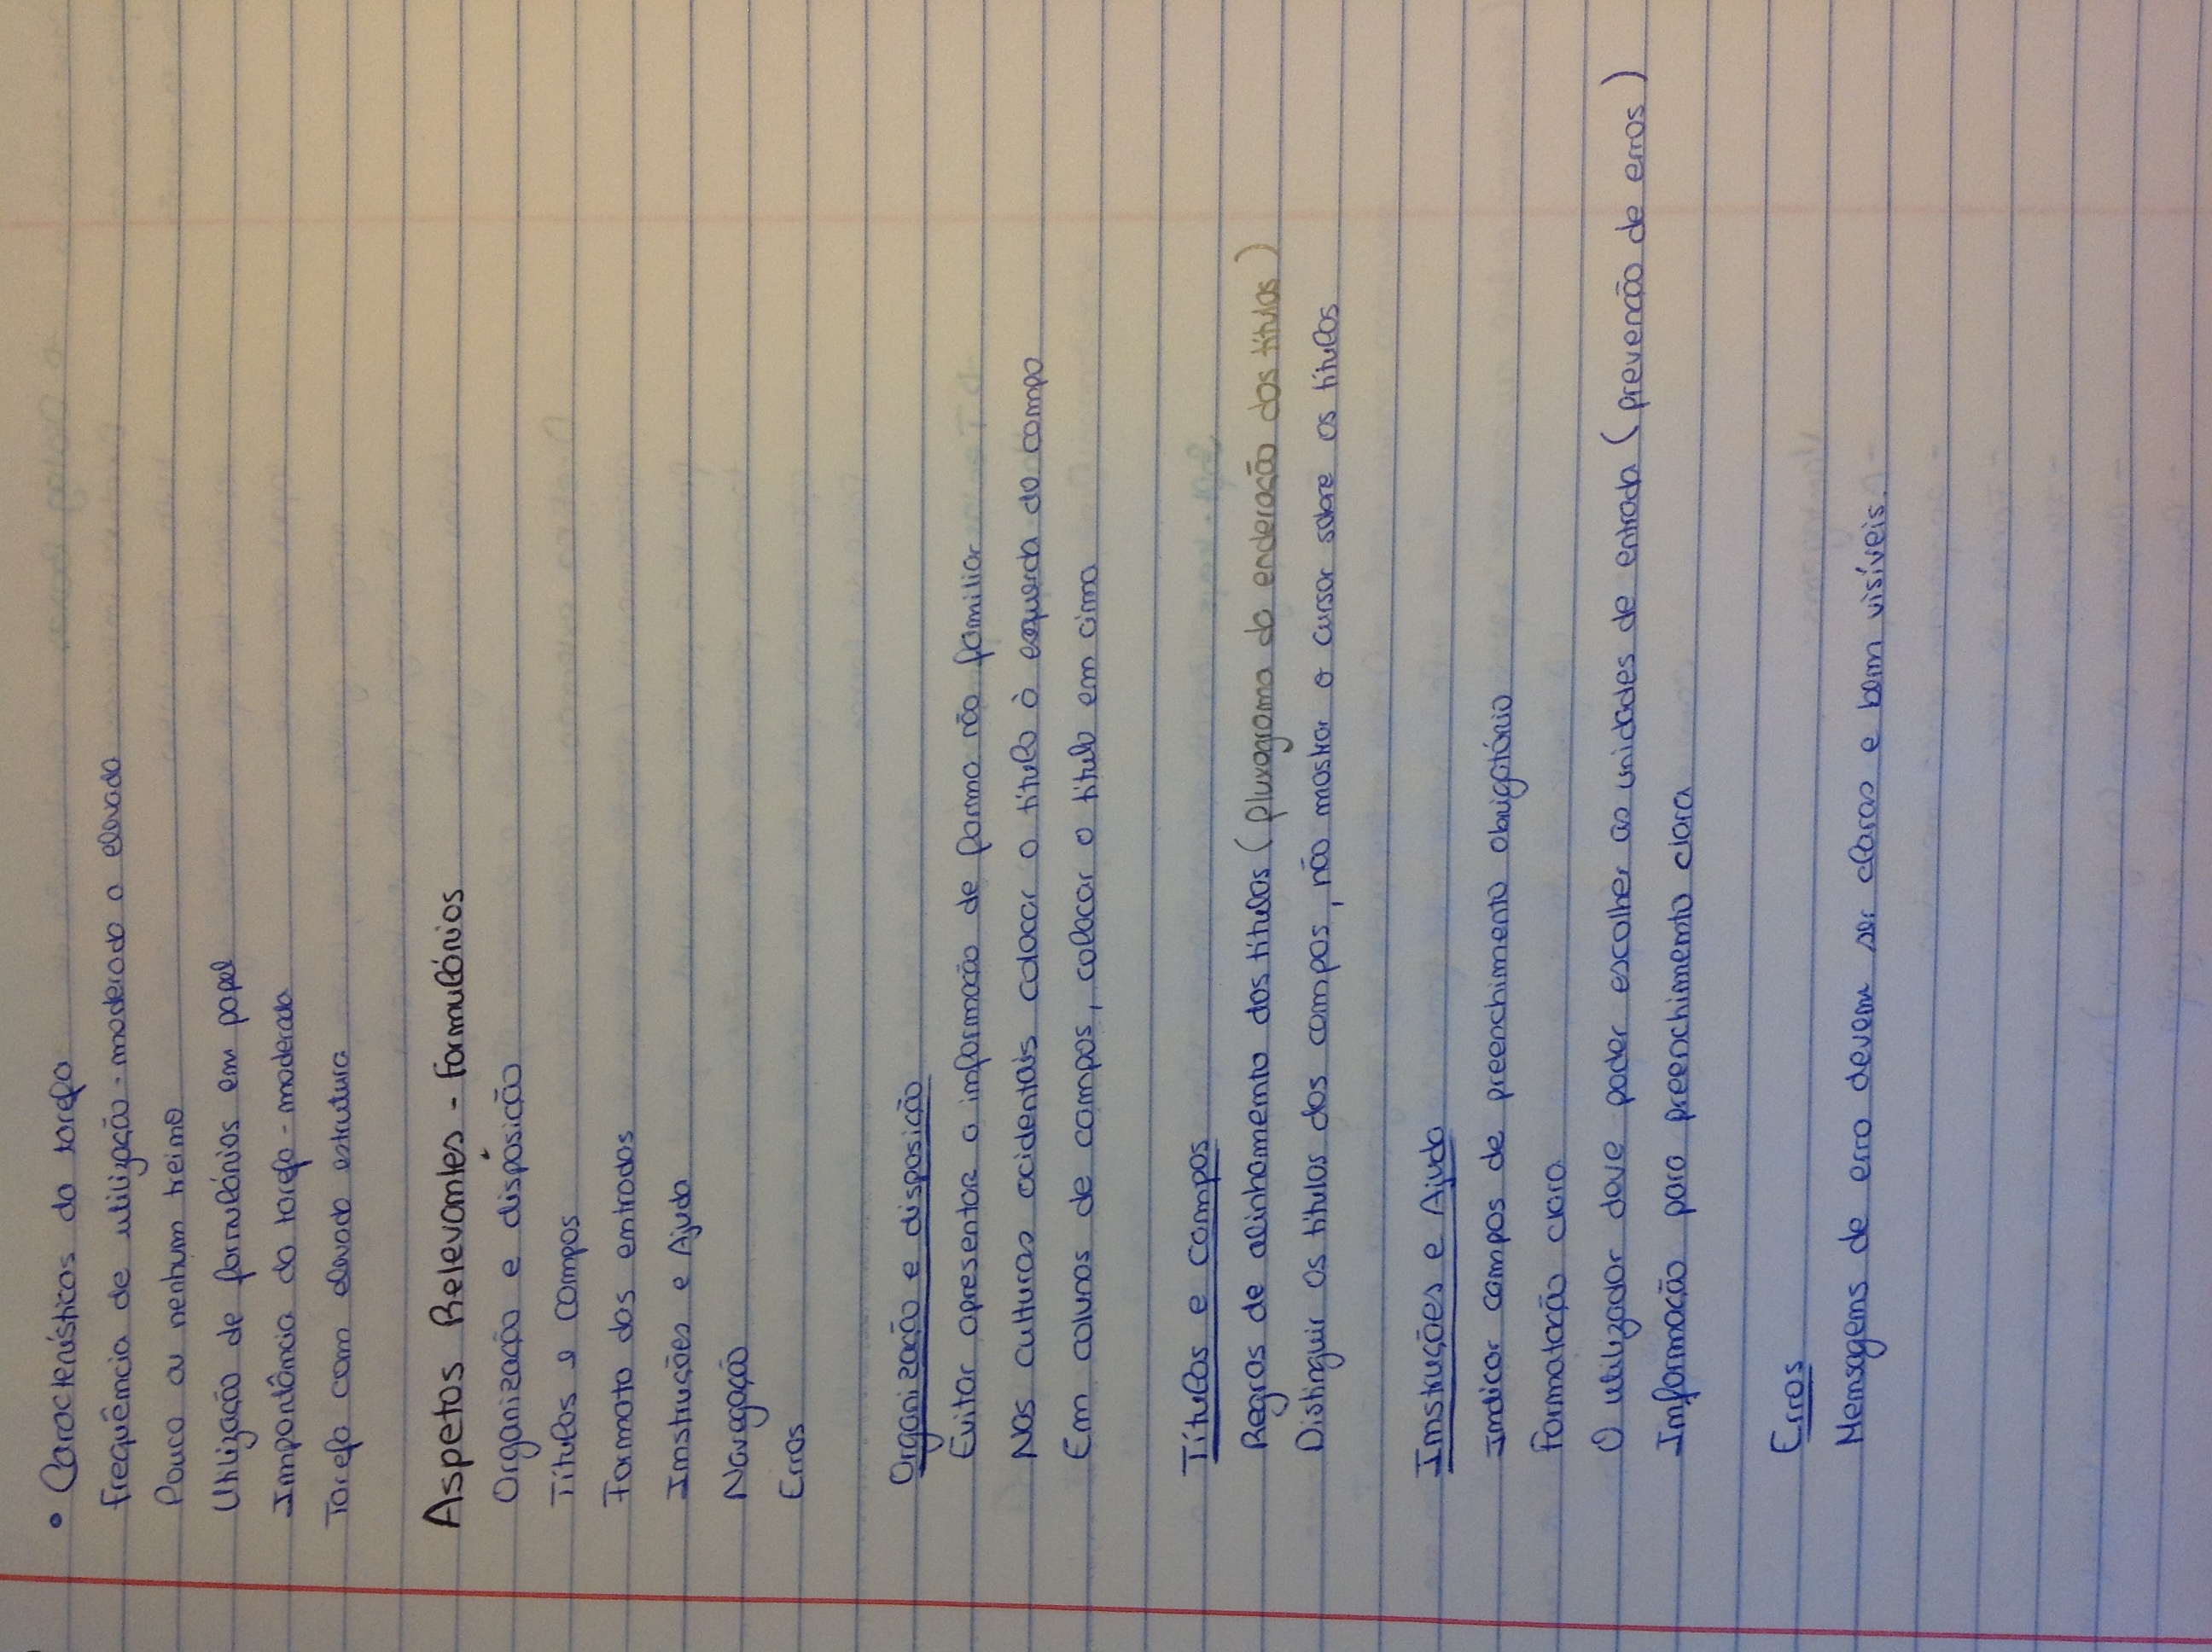 • Características da tarefa
Frequência de utilização - moderada a elevada
Pouco ou nenhum treino
Utilização de formulários em papel
Importância da tarefa - moderada
Tarefa com elevada estrutura
Aspetos Relevantes - Formulários
Organização e disposição
Títulos e campos
Formato das entradas
Instruções e Ajuda
Navegação
Erros
Organização e disposição
Evitar apresentar a informação de forma não familiar
Nas culturas ocidentais colocar o título à esquerda do campo
Em colunas de campos, colocar o título em cima
Títulos e campos
Regras de alinhamento dos títulos (fluxograma da enderação dos títulos)
Distinguir os títulos dos campos, não mostrar o cursor sobre os títulos
Instruções e Ajuda
Indicar campos de preenchimento obrigatório
Formatação clara
O utilizador deve poder escolher as unidades de entrada (prevenção de erros)
Informação para preenchimento clara
Erros
Mensagens de erro devem ser claras e bem visíveis.